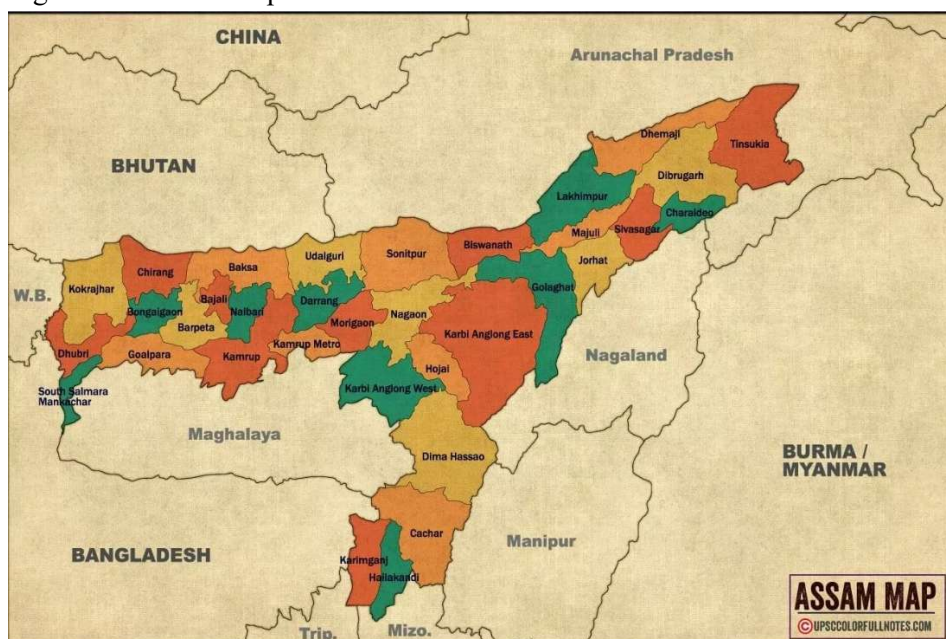 CHINA
Arunachal Pradesh
BHUTAN
Dhemaji
Tinsukia
Dibrugarh
Lakhimpur
Charaideo
Sivasagar
Majuli
Biswanath
Jorhat
Sonitpur
Udalguri
Baksa
Chirang
Kokrajhar
W.B.
Bongaigaon
Bajali
Nalbari
Darrang
Barpeta
Morigaon
Nagaon
Golaghat
Karbi Anglong East
Dhubri
Goalpara
Kamrup
Kamrup Metro
Hojai
Nagaland
South Salmara
Mankachar
Karbi Anglong West
Maghalaya
Dima Hassao
BURMA /
MYANMAR
BANGLADESH
Cachar
Manipur
Karimganj
Hailakandi
Trip.
Mizo.
ASSAM MAP
©UPSCCOLORFULLNOTES.COM